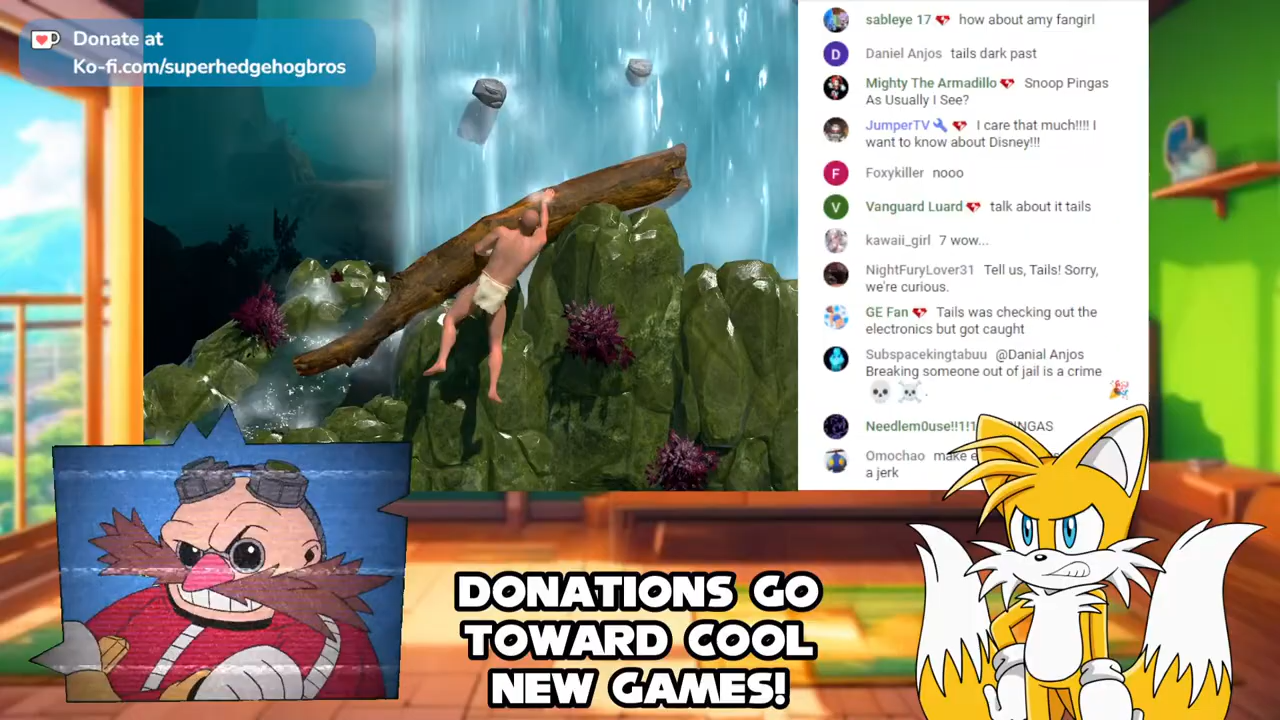 Donate at
Ko-fi.com/superhedgehogbros
sableye 17 how about amy fangirl
D Daniel Anjos tails dark past
Mighty The Armadillo Snoop Pingas
As Usually I See?
JumperTV I care that much!!!! I
want to know about Disney!!!
F Foxykiller nooo
V Vanguard Luard talk about it tails
kawaii_girl 7 wow...
NightFuryLover31 Tell us, Tails! Sorry,
we're curious.
GE Fan Tails was checking out the
electronics but got caught
Subspacekingtabuu @Danial Anjos
Breaking someone out of jail is a crime
Needlem0use!!1!1 INGAS
Omochao make
a jerk
DONATIONS GO
TOWARD COOL
NEW GAMES!